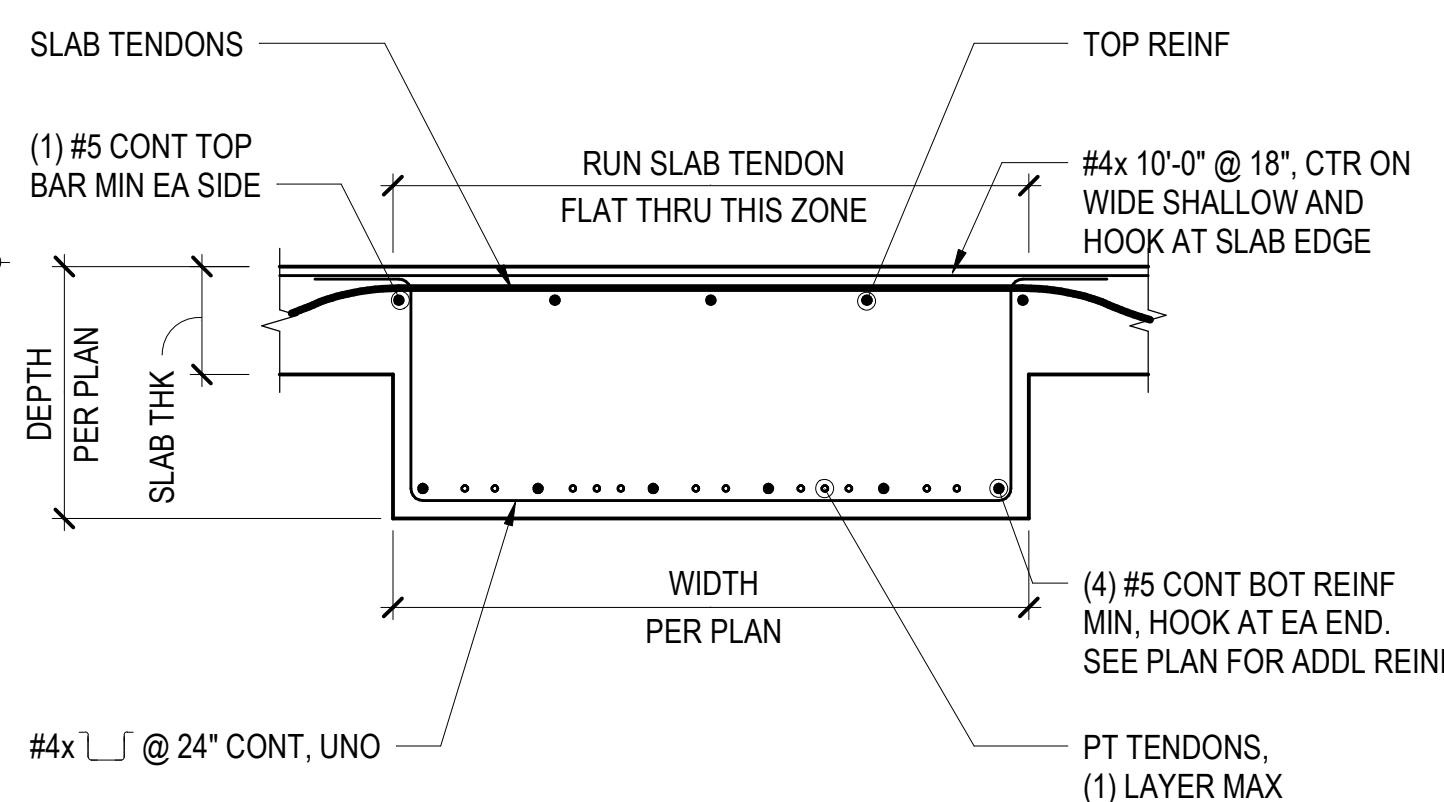 SLAB TENDONS
TOP REINF
(1) #5 CONT TOP
BAR MIN EA SIDE
RUN SLAB TENDON
FLAT THRU THIS ZONE
#4x 10'-0" @ 18", CTR ON
WIDE SHALLOW AND
HOOK AT SLAB EDGE
DEPTH
PER PLAN
SLAB THK
WIDTH
PER PLAN
(4) #5 CONT BOT REINF
MIN, HOOK AT EA END.
SEE PLAN FOR ADDL REIN
#4x @ 24" CONT, UNO
PT TENDONS,
(1) LAYER MAX